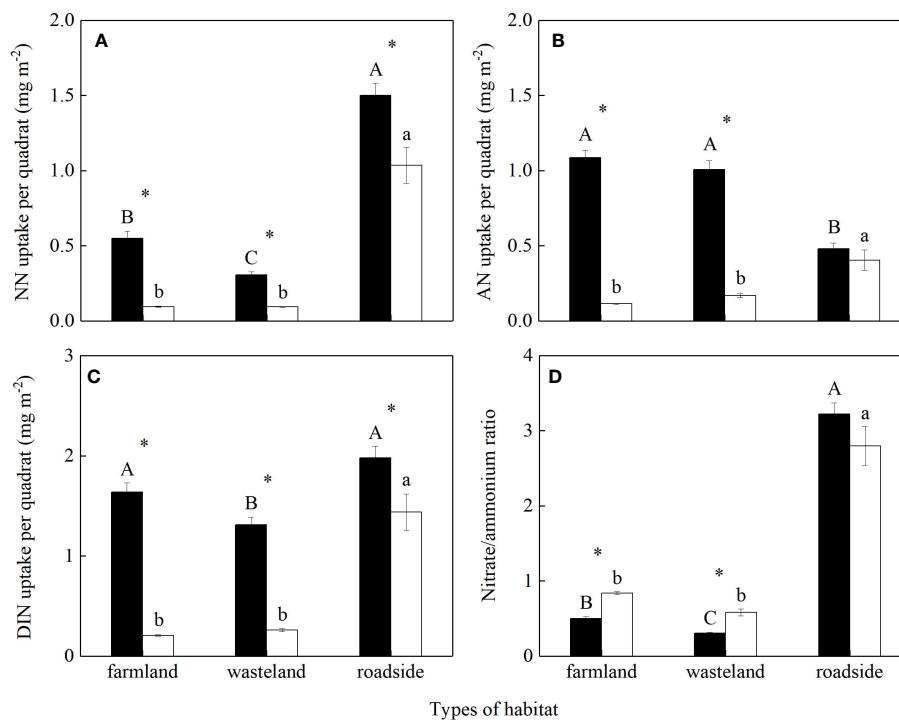 A
NN uptake per quadrat (mg m⁻²)
2.0
1.5
1.0
0.5
0.0
B
*
b
C
*
b
A
*
a
B
AN uptake per quadrat (mg m⁻²)
2.0
1.5
1.0
0.5
0.0
A
*
b
A
*
b
B
a
C
DIN uptake per quadrat (mg m⁻²)
3
2
1
0
A
*
b
B
*
b
A
*
a
farmland wasteland roadside
D
Nitrate/ammonium ratio
4
3
2
1
0
B
*
b
C
*
b
A
a
farmland wasteland roadside
Types of habitat